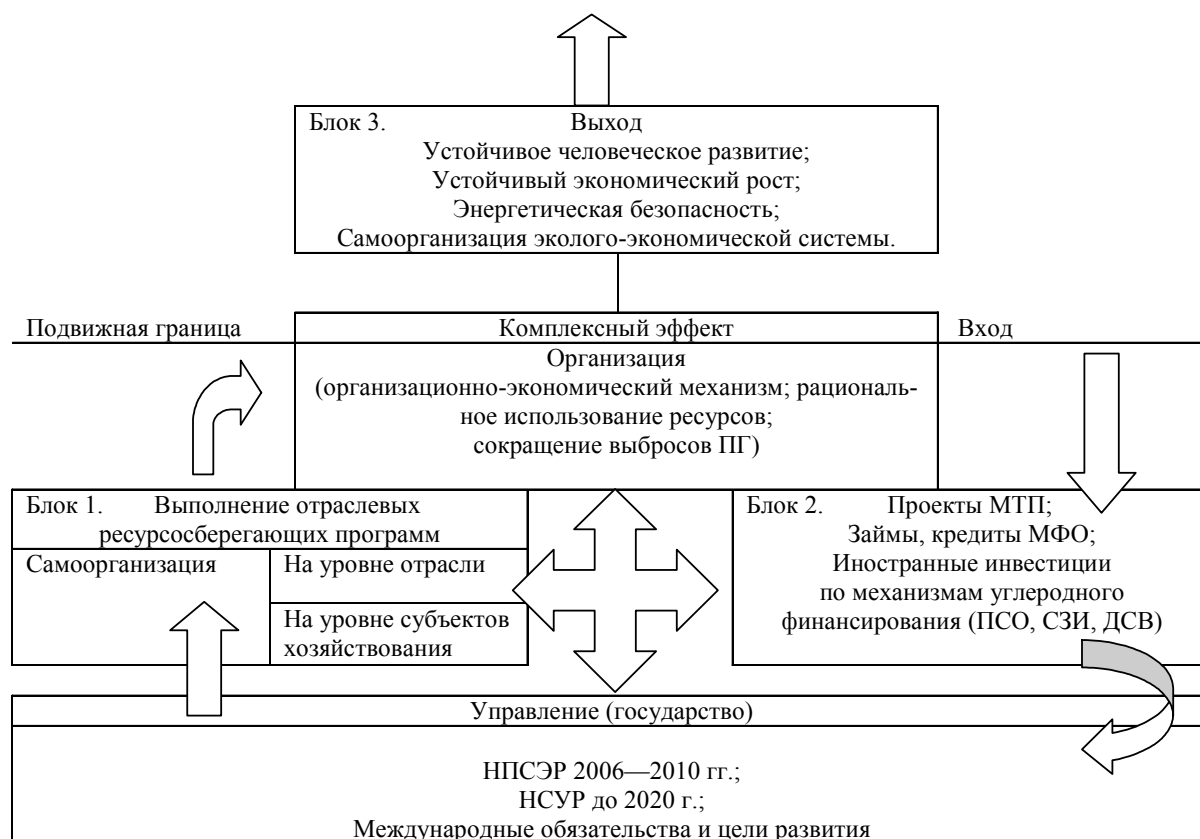 Блок 3. Выход
Устойчивое человеческое развитие;
Устойчивый экономический рост;
Энергетическая безопасность;
Самоорганизация эколого-экономической системы.
Подвижная граница
Комплексный эффект
Вход
Организация
(организационно-экономический механизм; рациональ-
ное использование ресурсов;
сокращение выбросов ПГ)
Блок 1. Выполнение отраслевых
ресурсосберегающих программ
Самоорганизация
На уровне отрасли
На уровне субъектов
хозяйствования
Блок 2. Проекты МТП;
Займы, кредиты МФО;
Иностранные инвестиции
по механизмам углеродного
финансирования (ПСО, СЗИ, ДСВ)
Управление (государство)
НПСЭР 2006—2010 гг.;
НСУР до 2020 г.;
Международные обязательства и цели развития